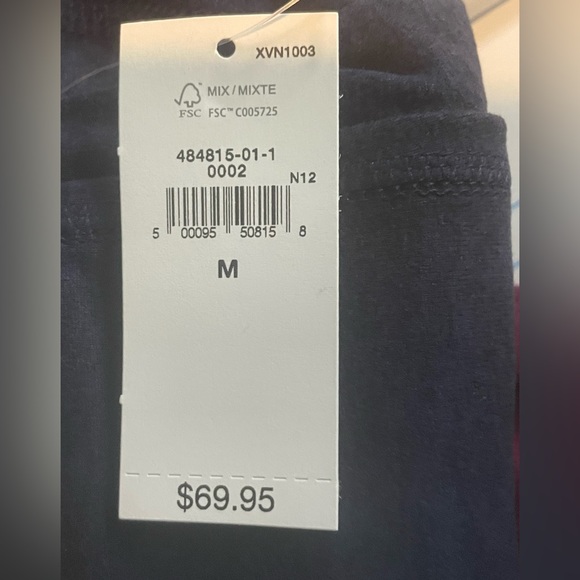 XVN1003
MIX / MIXTE
FSC FSC™ C005725
484815-01-1
0002
N12
5 00095 50815 8
M
$69.95